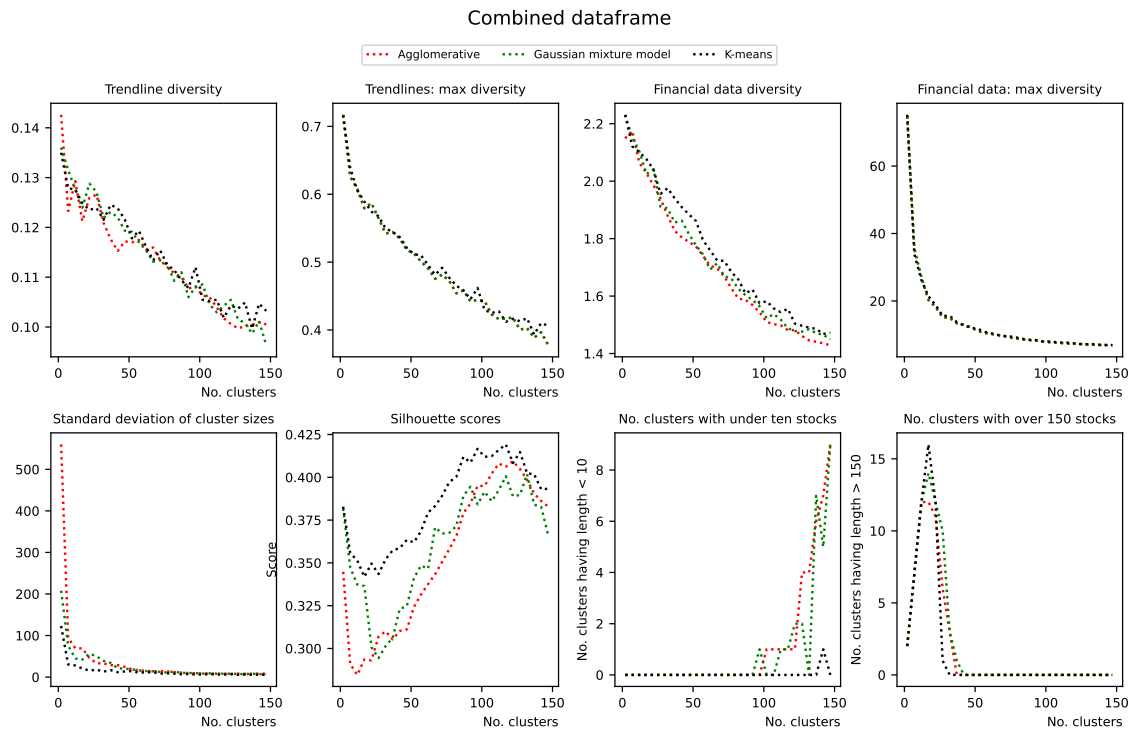 Combined dataframe
Agglomerative Gaussian mixture model K-means
Trendline diversity
0.14
0.13
0.12
0.11
0.10
0 50 100 150
No. clusters
Trendlines: max diversity
0.7
0.6
0.5
0.4
0 50 100 150
No. clusters
Financial data diversity
2.2
2.0
1.8
1.6
1.4
0 50 100 150
No. clusters
Financial data: max diversity
60
40
20
0 50 100 150
No. clusters
Standard deviation of cluster sizes
500
400
300
200
100
0
0 50 100 150
No. clusters
Silhouette scores
Score
0.425
0.400
0.375
0.350
0.325
0.300
0 50 100 150
No. clusters
No. clusters with under ten stocks
No. clusters having length < 10
8
6
4
2
0
0 50 100 150
No. clusters
No. clusters with over 150 stocks
No. clusters having length > 150
15
10
5
0
0 50 100 150
No. clusters